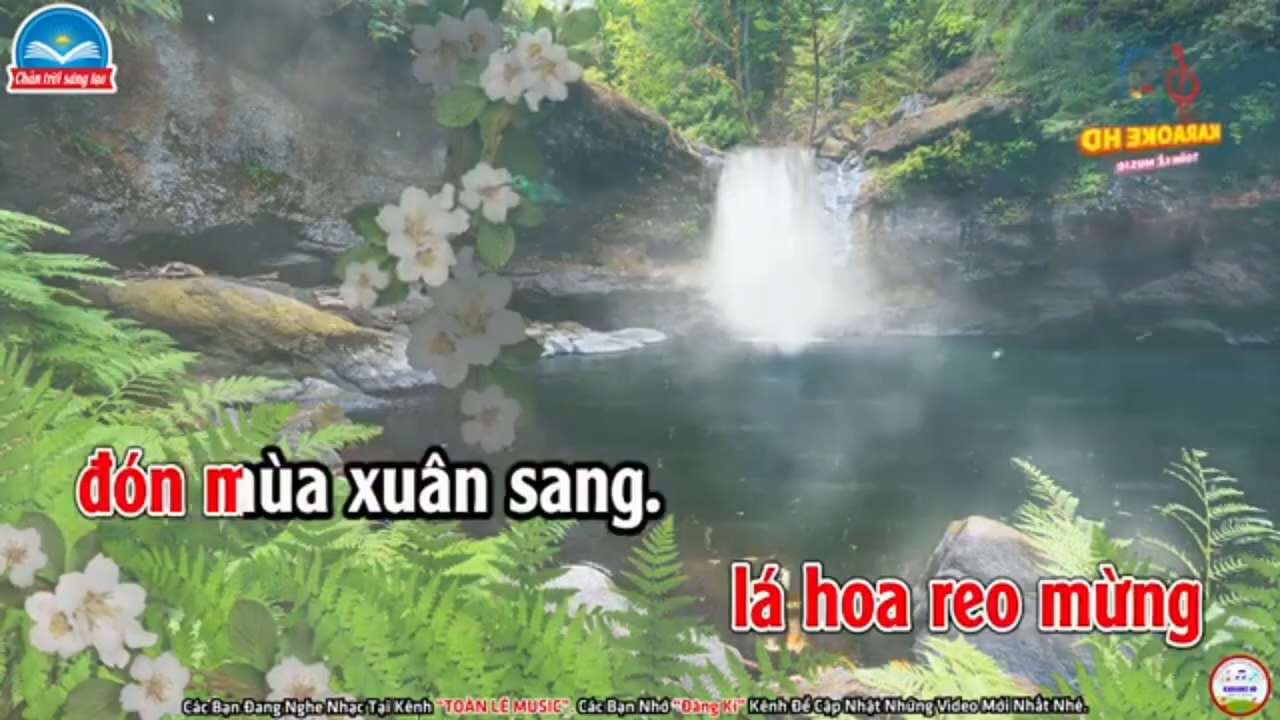 Chân trời sáng tạo
KARAOKE HD
TOÀN LÊ MUSIC
đón mùa xuân sang.
lá hoa reo mừng
KARAOKE HD
Các Bạn Đang Nghe Nhạc Tại Kênh "TOÀN LÊ MUSIC". Các Bạn Nhớ "Đăng Kí" Kênh Để Cập Nhật Những Video Mới Nhất Nhé.